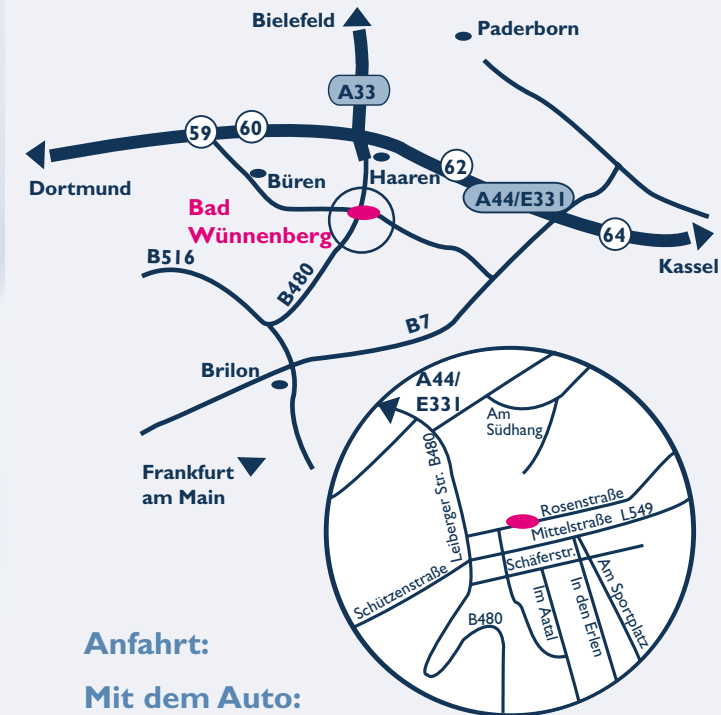 Bielefeld
Paderborn
A33
59
60
62
Dortmund
Büren
Haaren
A44/E331
Bad
Wünnenberg
64
Kassel
B516
B480
B7
Brilon
A44/
E331
Am
Südhang
Frankfurt
am Main
Leiberger Str. B480
Rosenstraße
Mittelstraße L549
Schäferstr.
Schützenstraße
Im Aatal
In den Erlen
Am Sportplatz
B480
Anfahrt:
Mit dem Auto: